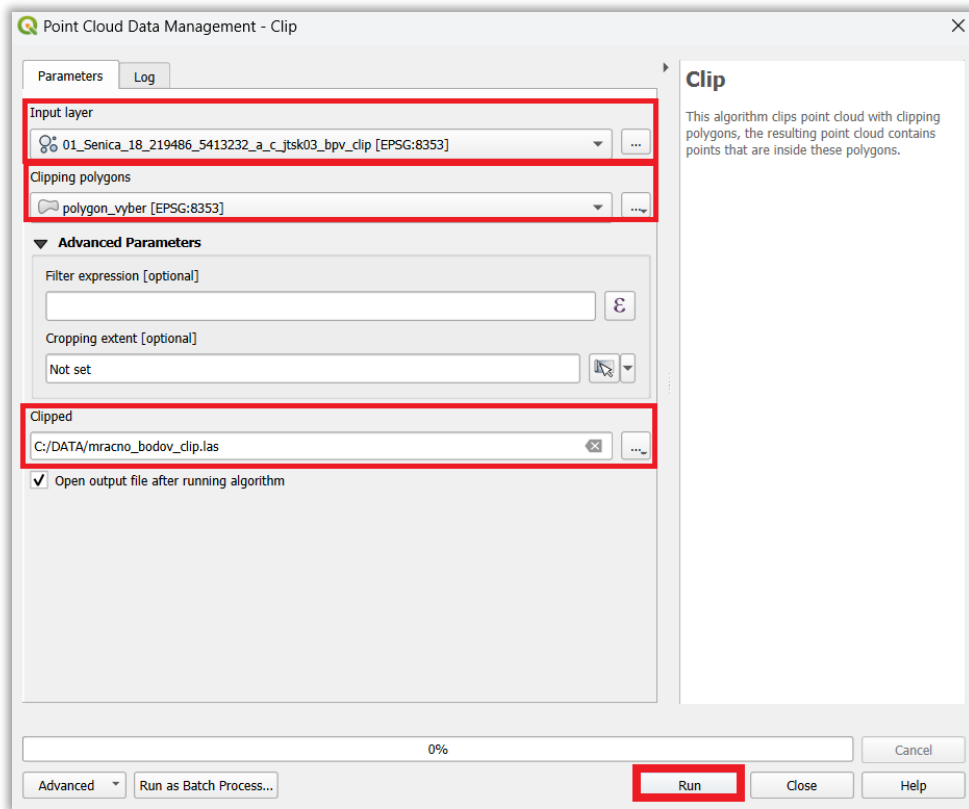 Point Cloud Data Management - Clip
Parameters
Log
Input layer
01_Senica_18_219486_5413232_a_c_jtsk03_bpv_clip [EPSG:8353]
...
Clipping polygons
polygon_vyber [EPSG:8353]
...
Advanced Parameters
Filter expression [optional]
ε
Cropping extent [optional]
Not set
Clipped
C:/DATA/mracno_bodov_clip.las
...
Open output file after running algorithm
Clip
This algorithm clips point cloud with clipping
polygons, the resulting point cloud contains
points that are inside these polygons.
0%
Cancel
Advanced
Run as Batch Process...
Run
Close
Help